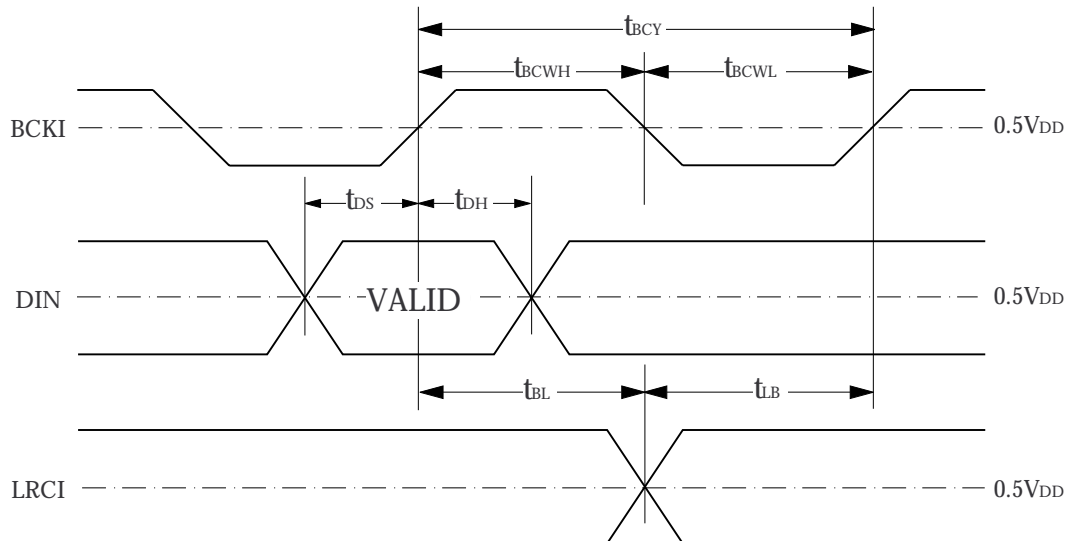 tBCY
tBCWH
tBCWL
BCKI
0.5VDD
tDS
tDH
DIN
VALID
0.5VDD
tBL
tLB
LRCI
0.5VDD